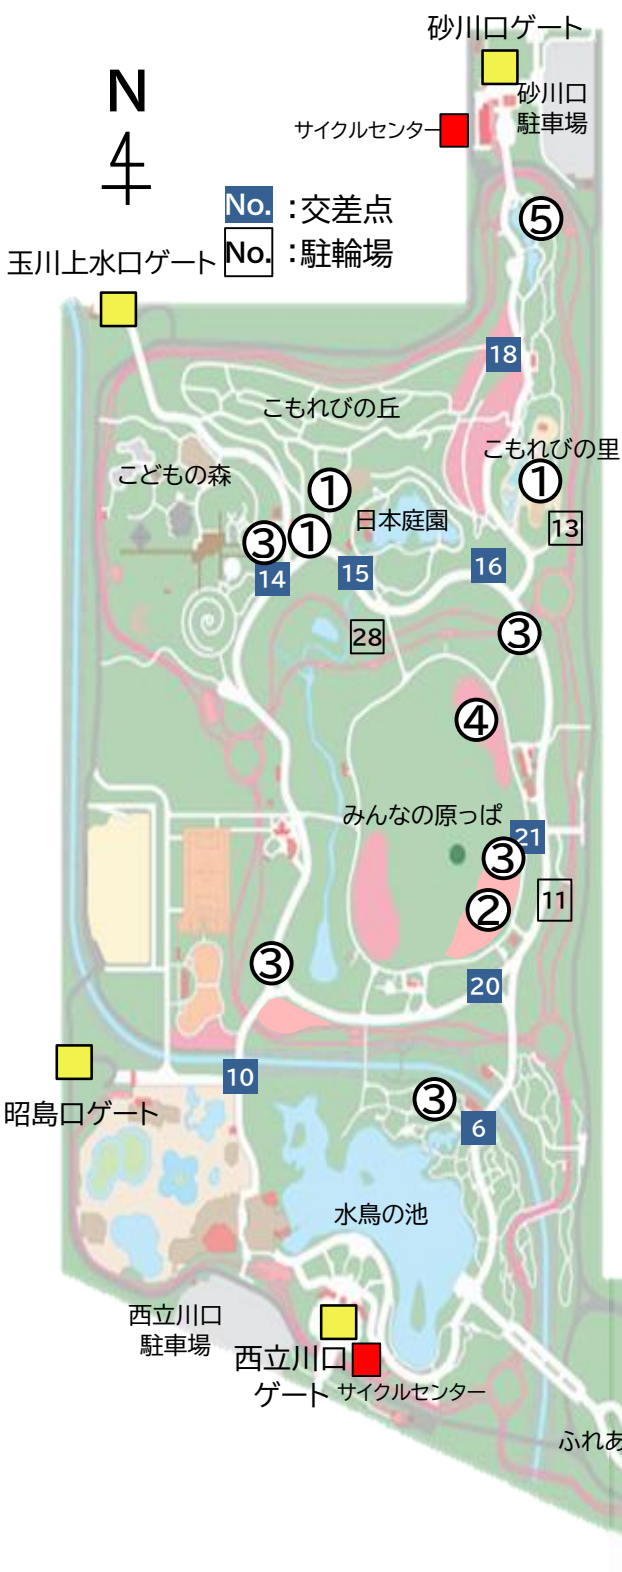 砂川口ゲート
N
砂川口
駐車場
サイクルセンター
No. ：交差点
No. ：駐輪場
⑤
玉川上水口ゲート
18
こもれびの丘
こもれびの里
こどもの森
①
①
日本庭園
13
③
①
14
15
16
28
③
④
みんなの原っぱ
21
③
②
11
③
20
10
昭島口ゲート
③
6
水鳥の池
西立川口
駐車場
西立川口
ゲート
サイクルセンター
ふれあ